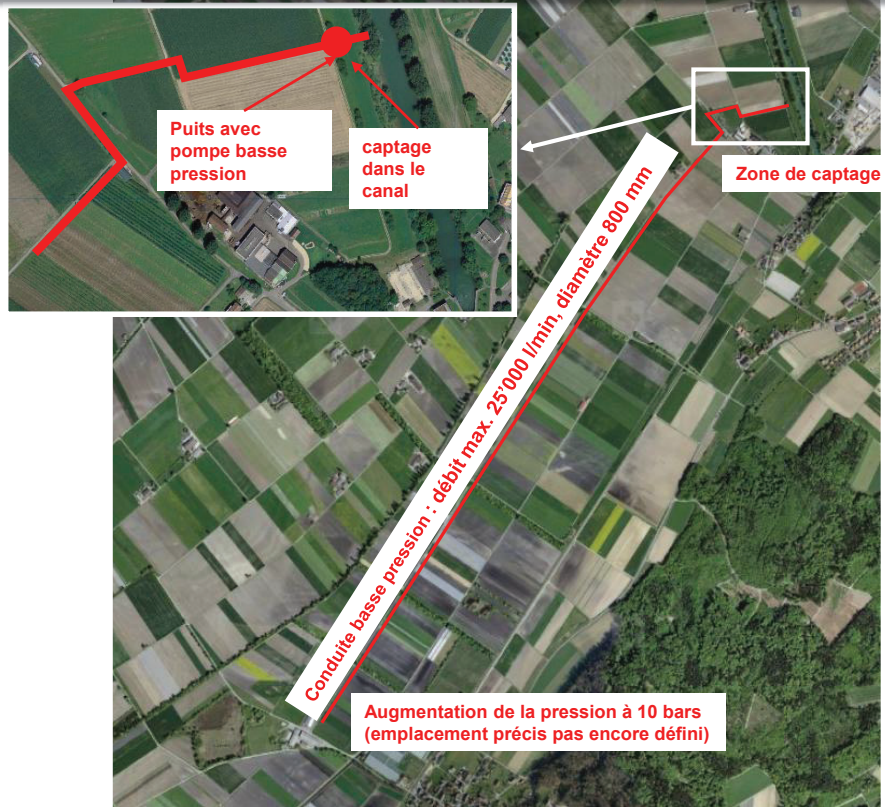 Puits avec
pompe basse
pression
captage
dans le
canal
Zone de captage
Conduite basse pression : débit max. 25’000 l/min, diamètre 800 mm
Augmentation de la pression à 10 bars
(emplacement précis pas encore défini)